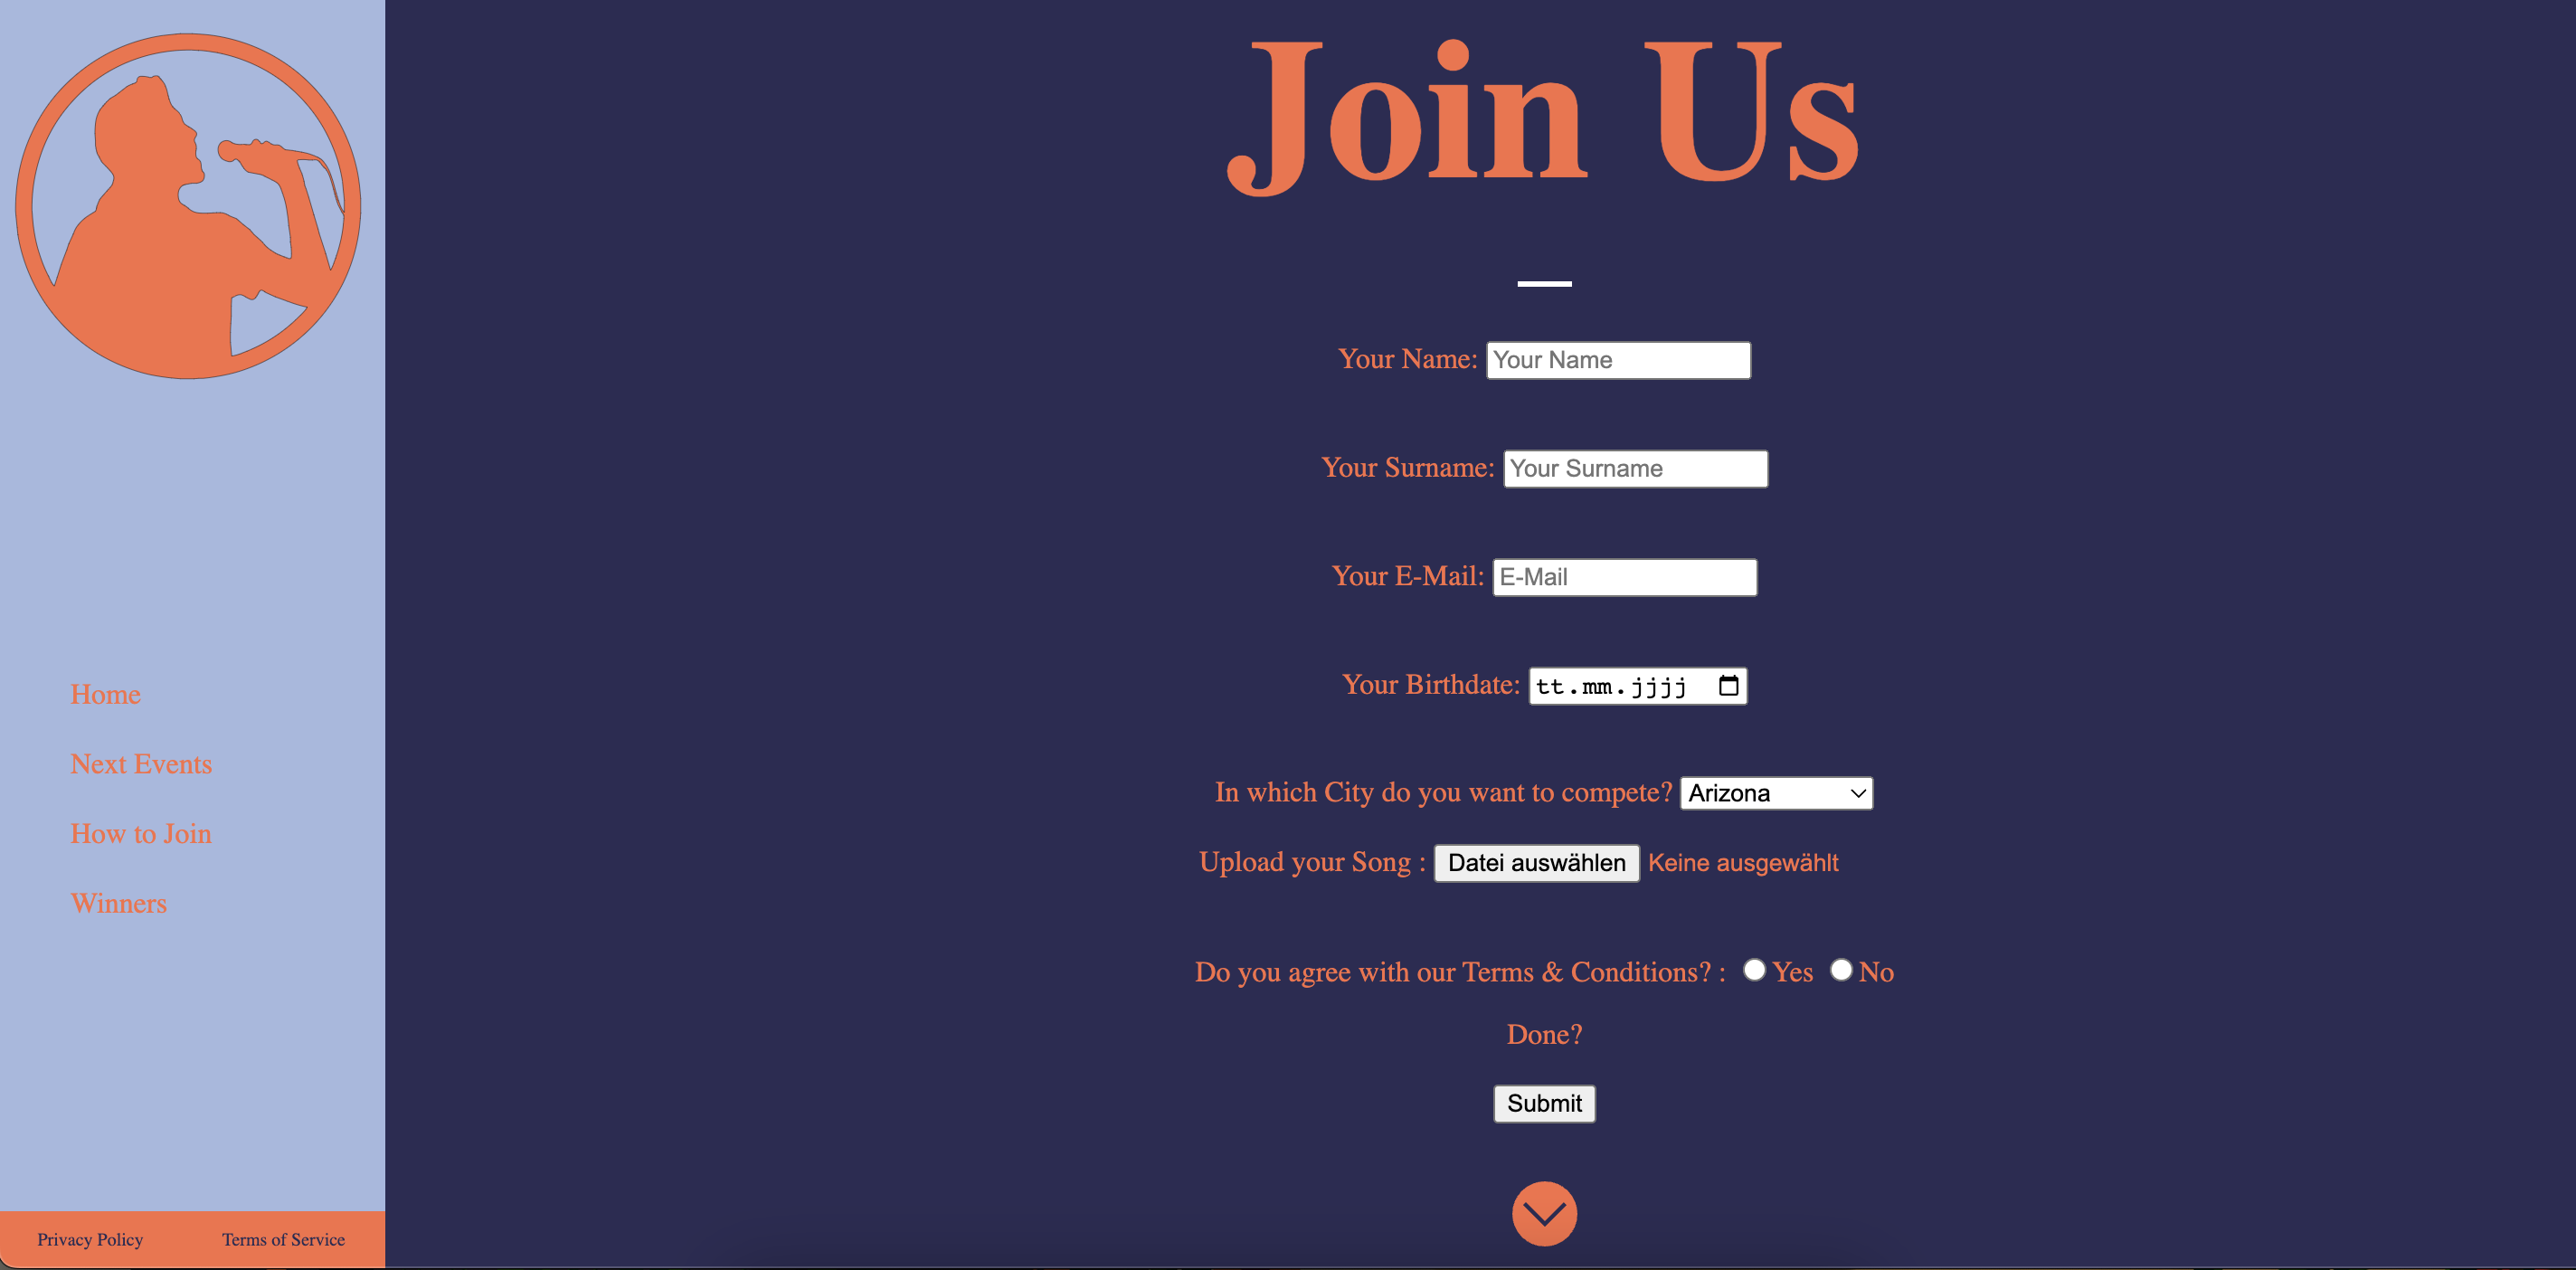 Join Us
Your Name: Your Name
Your Surname: Your Surname
Your E-Mail: E-Mail
Your Birthdate: tt.mm.jjjj
In which City do you want to compete? Arizona
Upload your Song : Datei auswählen Keine ausgewählt
Do you agree with our Terms & Conditions? : Yes No
Done?
Submit
Home
Next Events
How to Join
Winners
Privacy Policy Terms of Service